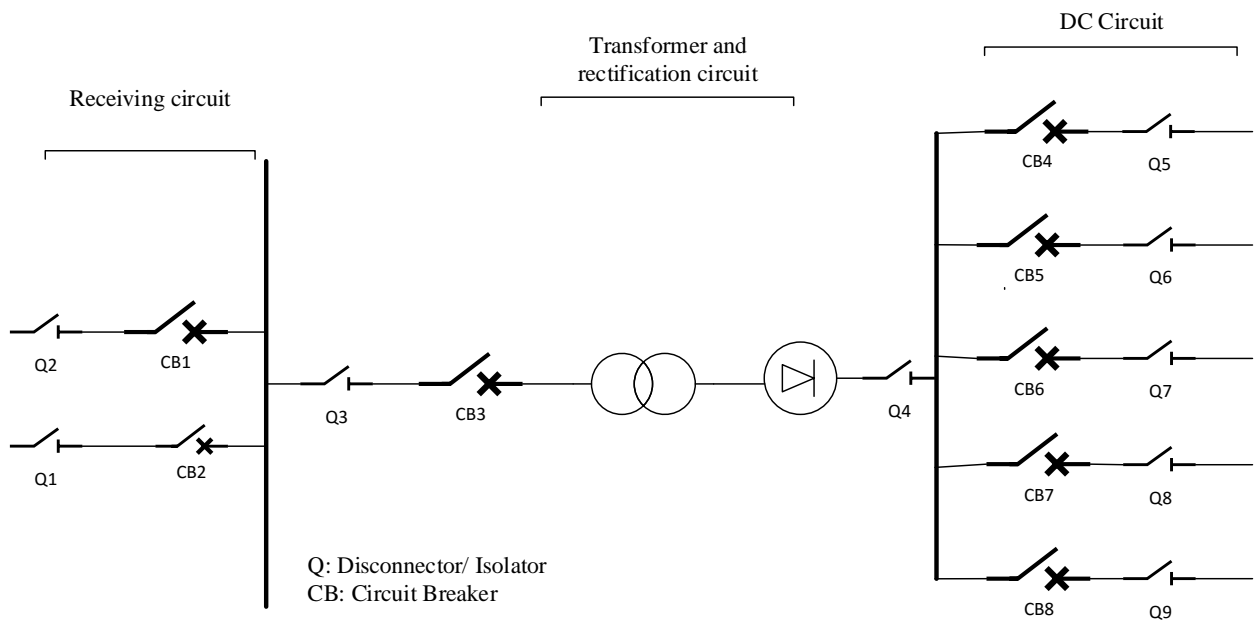 DC Circuit
Transformer and
rectification circuit
Receiving circuit
CB4
Q5
CB5
Q6
Q2
CB1
CB6
Q7
Q3
CB3
Q4
Q1
CB2
CB7
Q8
Q: Disconnector/ Isolator
CB: Circuit Breaker
CB8
Q9